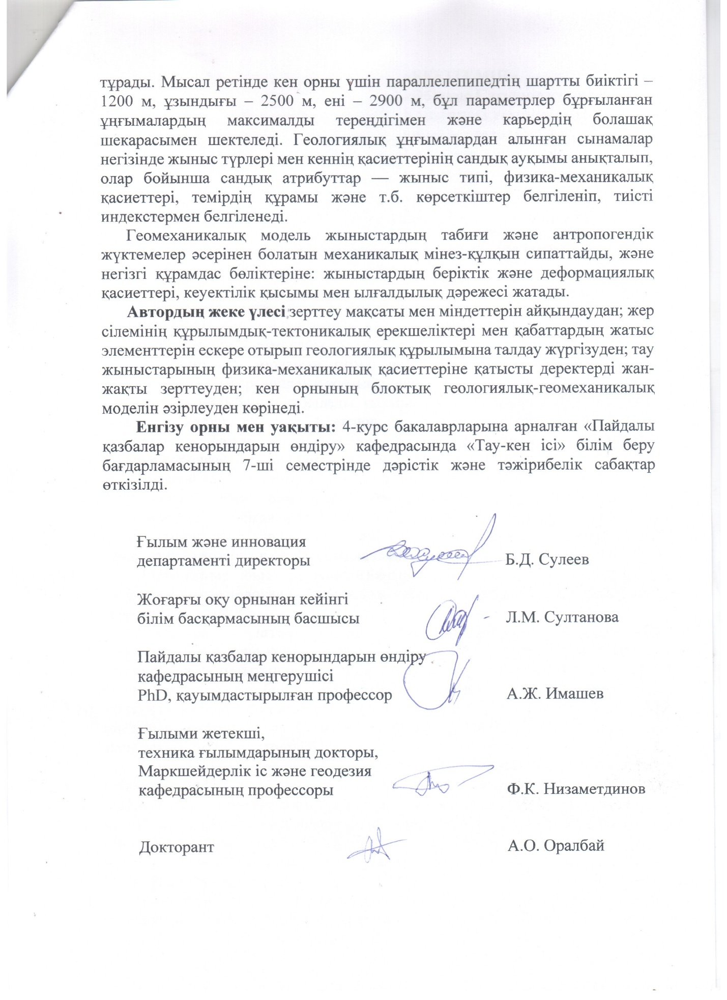 тұрады. Мысал ретінде кен орны үшін параллелепипедтің шартты биіктігі –
1200 м, ұзындығы – 2500 м, ені – 2900 м, бұл параметрлер бұрғыланған
ұңғымалардың максималды тереңдігімен және карьердің болашақ
шекарасымен шектеледі. Геологиялық ұңғымалардан алынған сынамалар
негізінде жыныс түрлері мен кеннің қасиеттерінің сандық ауқымы анықталып,
олар бойынша сандық атрибуттар — жыныс типі, физика-механикалық
қасиеттері, темірдің құрамы және т.б. көрсеткіштер белгіленіп, тиісті
индекстермен белгіленеді.
Геомеханикалық модель жыныстардың табиғи және антропогендік
жүктемелер әсерінен болатын механикалық мінез-құлқын сипаттайды, және
негізгі құрамдас бөліктеріне: жыныстардың беріктік және деформациялық
қасиеттері, кеуектілік қысымы мен ылғалдылық дәрежесі жатады.
Автордың жеке үлесі зерттеу мақсаты мен міндеттерін айқындаудан; жер
сілемінің құрылымдық-тектоникалық ерекшеліктері мен қабаттардың жатыс
элементтерін ескере отырып геологиялық құрылымына талдау жүргізуден; тау
жыныстарының физика-механикалық қасиеттеріне қатысты деректерді жан-
жақты зерттеуден; кен орнының блоктық геологиялық-геомеханикалық
моделін әзірлеуден көрінеді.
Енгізу орны мен уақыты: 4-курс бакалаврларына арналған «Пайдалы
қазбалар кенорындарын өндіру» кафедрасында «Тау-кен ісі» білім беру
бағдарламасының 7-ші семестрінде дәрістік және тәжірибелік сабақтар
өткізілді.
Ғылым және инновация
департаменті директоры Б.Д. Сулеев
Жоғарғы оқу орнынан кейінгі
білім басқармасының басшысы Л.М. Султанова
Пайдалы қазбалар кенорындарын өндіру
кафедрасының меңгерушісі
PhD, қауымдастырылған профессор А.Ж. Имашев
Ғылыми жетекші,
техника ғылымдарының докторы,
Маркшейдерлік іс және геодезия
кафедрасының профессоры Ф.К. Низаметдинов
Докторант А.О. Оралбай